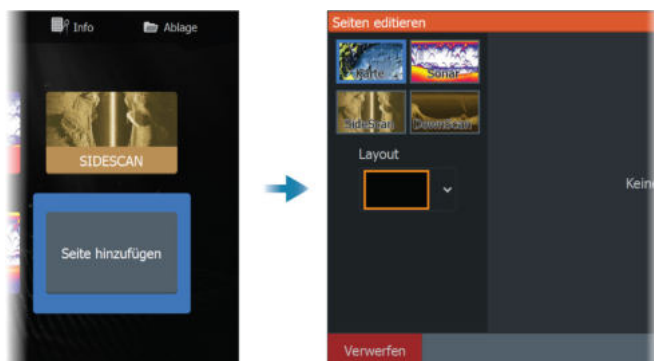 Info
Ablage
SIDESCAN
Seite hinzufügen
Seiten editieren
Karte
Sonar
SideScan
DownScan
Layout
Verwerfen